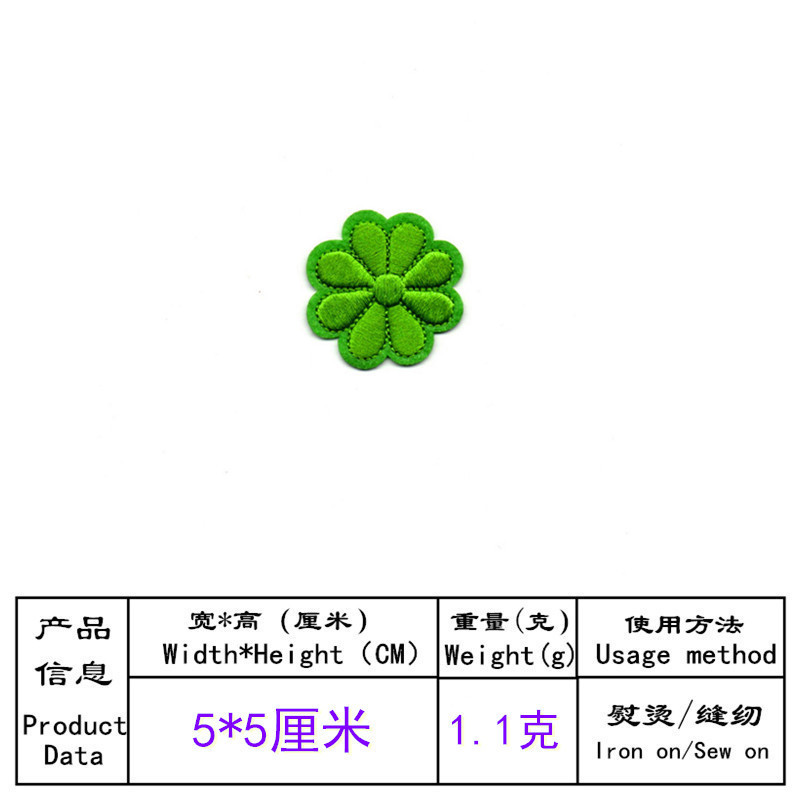 产品
信息
Product
Data
宽*高 (厘米)
Width*Height (CM)
重量(克)
Weight(g)
使用方法
Usage method
5*5厘米
1.1克
熨烫/缝纫
Iron on/Sew on